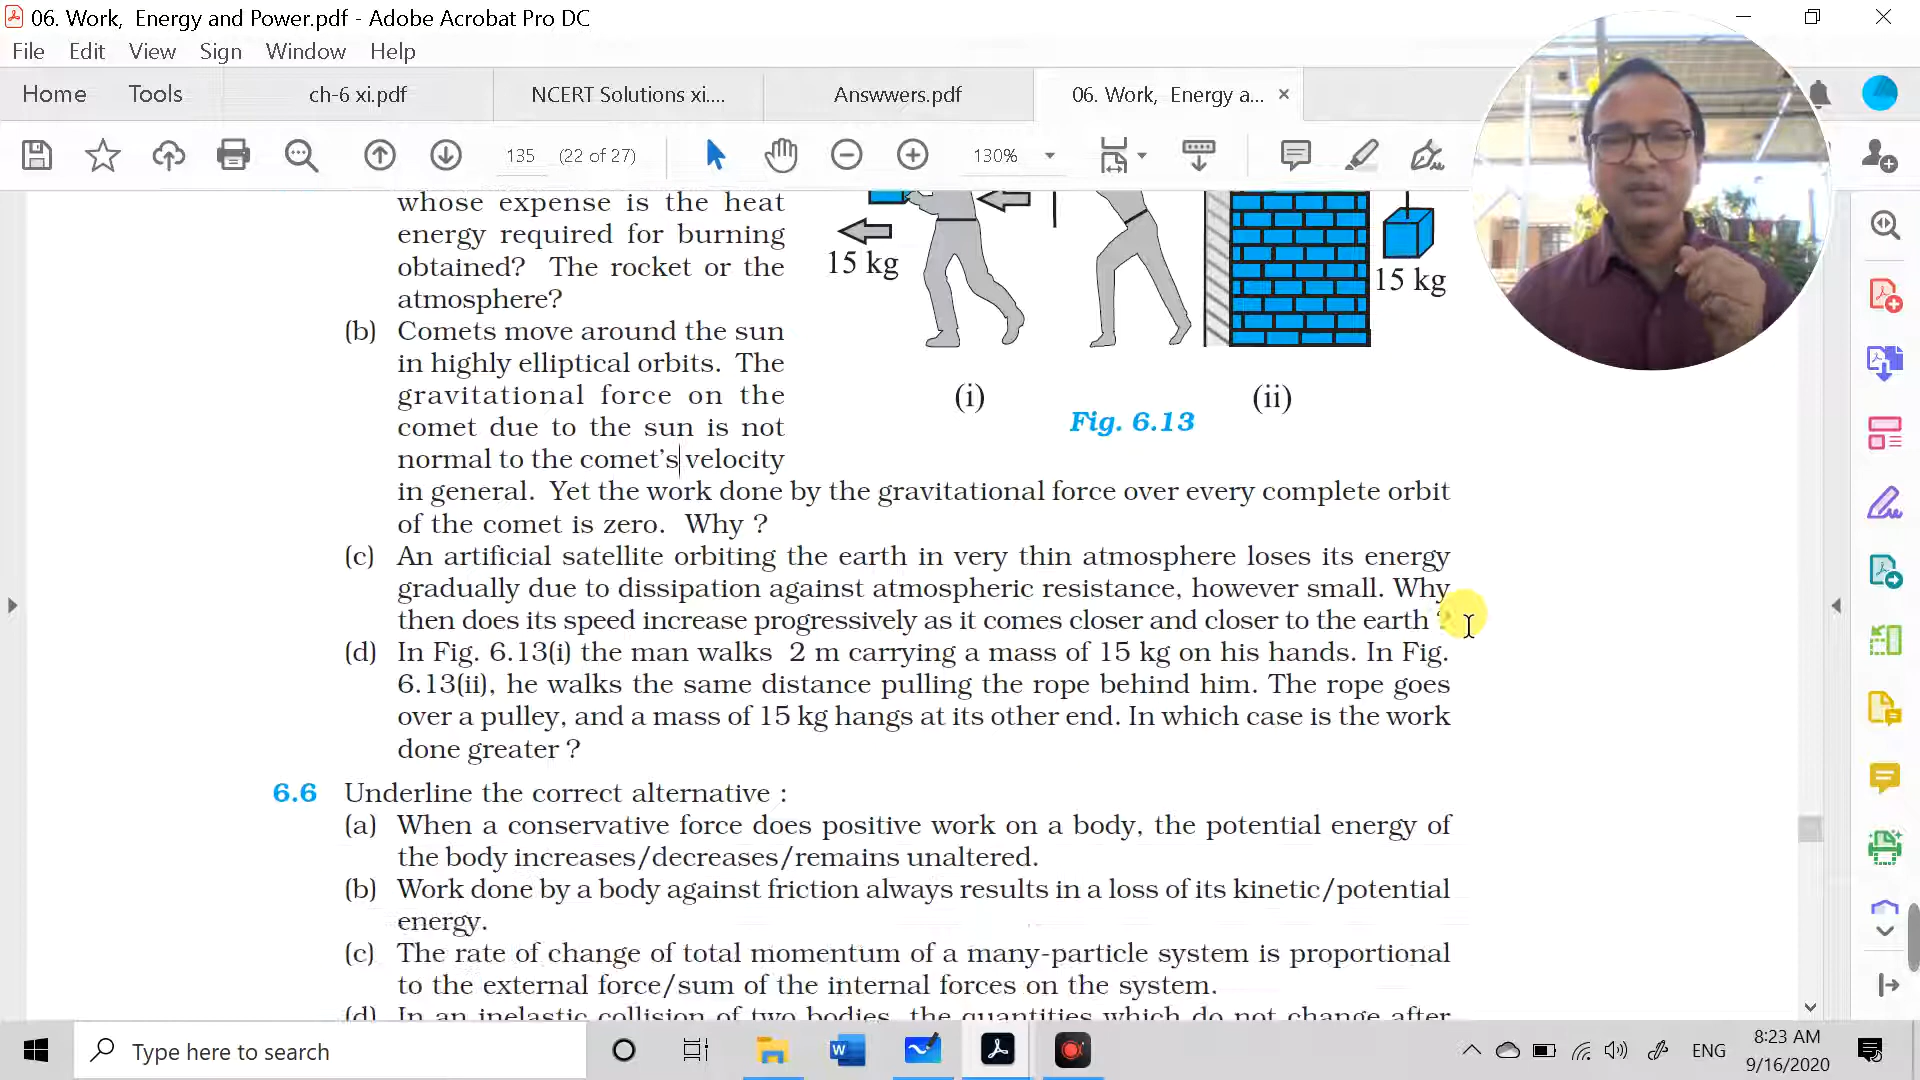 06. Work, Energy and Power.pdf - Adobe Acrobat Pro DC
File Edit View Sign Window Help
Home Tools ch-6 xi.pdf NCERT Solutions xi.... Answwers.pdf 06. Work, Energy a... ×
135 (22 of 27) 130%
whose expense is the heat
energy required for burning
obtained? The rocket or the
atmosphere?
15 kg
15 kg
(i)
(ii)
Fig. 6.13
(b) Comets move around the sun
in highly elliptical orbits. The
gravitational force on the
comet due to the sun is not
normal to the comet's velocity
in general. Yet the work done by the gravitational force over every complete orbit
of the comet is zero. Why ?
(c) An artificial satellite orbiting the earth in very thin atmosphere loses its energy
gradually due to dissipation against atmospheric resistance, however small. Why
then does its speed increase progressively as it comes closer and closer to the earth ?
(d) In Fig. 6.13(i) the man walks 2 m carrying a mass of 15 kg on his hands. In Fig.
6.13(ii), he walks the same distance pulling the rope behind him. The rope goes
over a pulley, and a mass of 15 kg hangs at its other end. In which case is the work
done greater ?
6.6 Underline the correct alternative :
(a) When a conservative force does positive work on a body, the potential energy of
the body increases/decreases/remains unaltered.
(b) Work done by a body against friction always results in a loss of its kinetic/potential
energy.
(c) The rate of change of total momentum of a many-particle system is proportional
to the external force/sum of the internal forces on the system.
(d) In an inelastic collision of two bodies, the quantities which do not change after
Type here to search
ENG
8:23 AM
9/16/2020